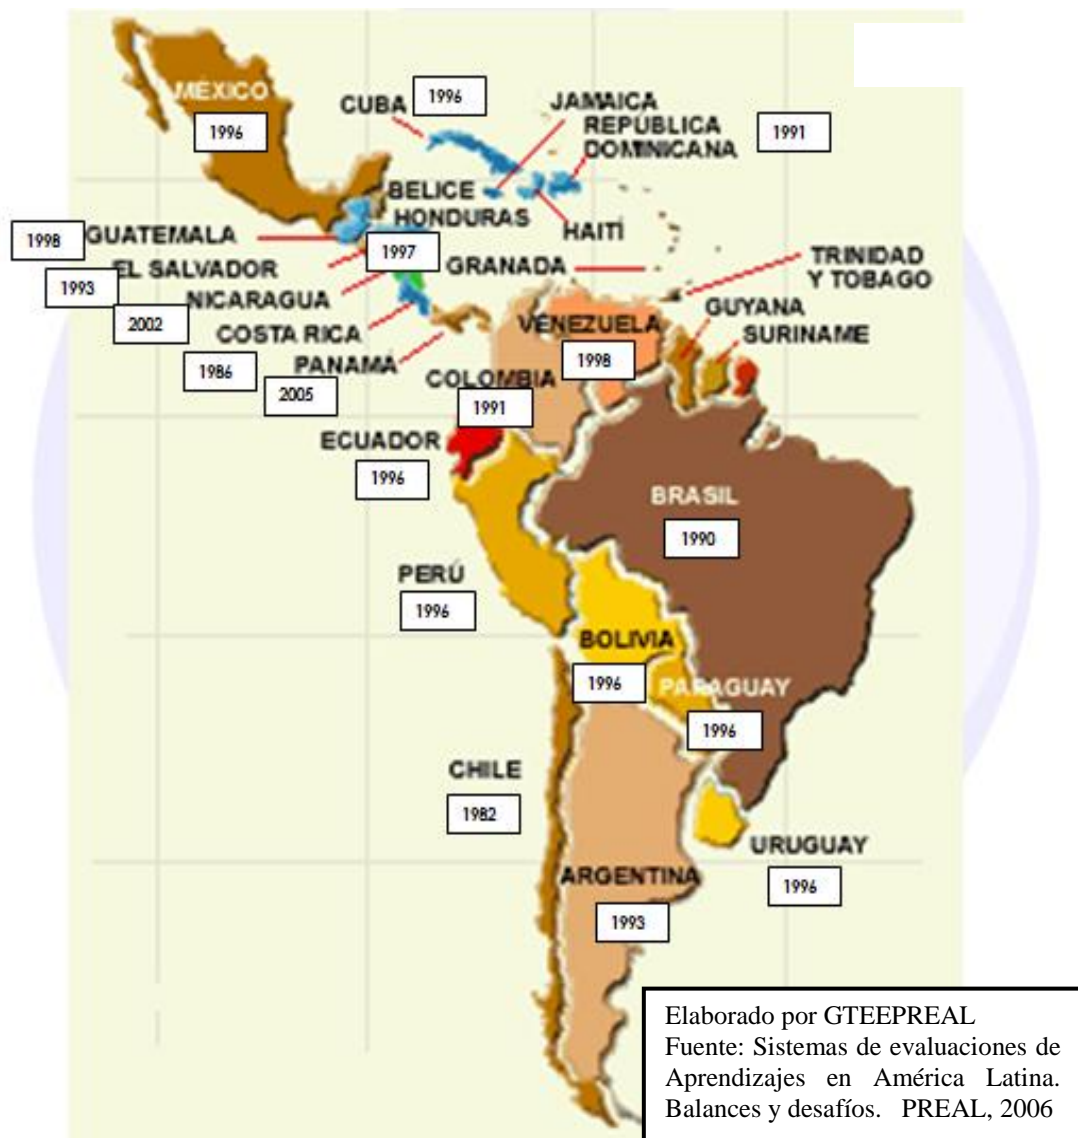 MÉXICO
1996
CUBA
1996
JAMAICA
REPÚBLICA
DOMINICANA
1991
BELICE
HONDURAS
HAITÍ
1998
GUATEMALA
1997
EL SALVADOR
GRANADA
TRINIDAD
Y TOBAGO
1993
NICARAGUA
GUYANA
2002
COSTA RICA
VENEZUELA
SURINAME
1986
PANAMÁ
1998
2005
COLOMBIA
1991
ECUADOR
1996
BRASIL
1990
PERÚ
1996
BOLIVIA
1996
PARAGUAY
1996
CHILE
1982
URUGUAY
1996
ARGENTINA
1993
Elaborado por GTEEPREAL
Fuente: Sistemas de evaluaciones de
Aprendizajes en América Latina.
Balances y desafíos. PREAL, 2006